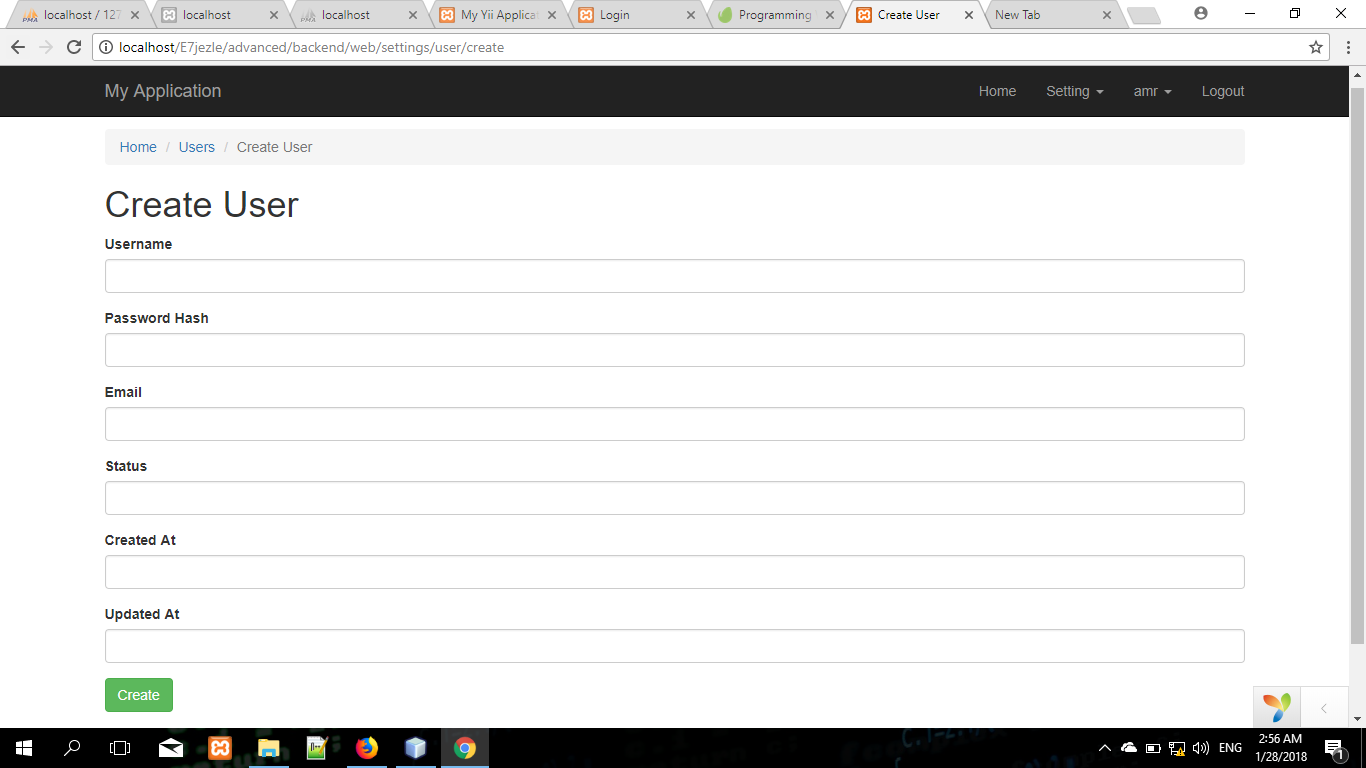 localhost / 127
localhost
localhost
My Yii Applicat
Login
Programming
Create User
New Tab
localhost/E7jezle/advanced/backend/web/settings/user/create
My Application
Home
Setting
amr
Logout
Home / Users / Create User
Create User
Username
Password Hash
Email
Status
Created At
Updated At
Create
ENG
2:56 AM
1/28/2018
1